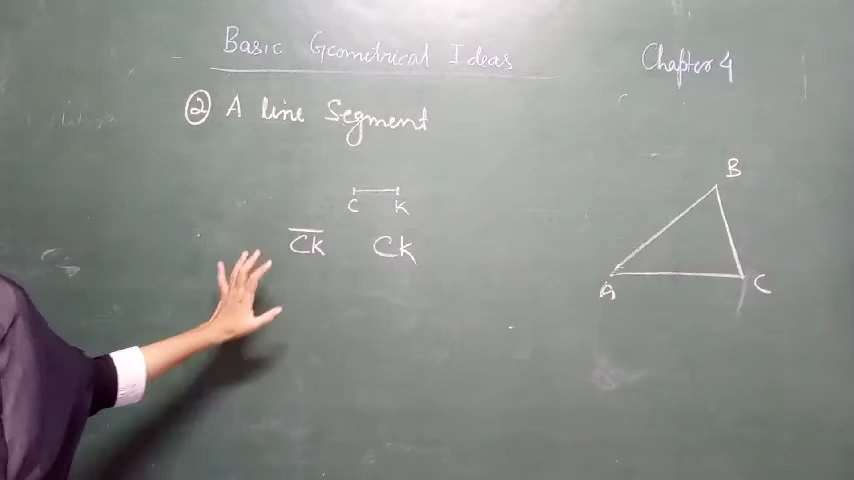 Basic Geometrical Ideas
Chapter 4
② A line Segment
C K
CK CK
B
A C